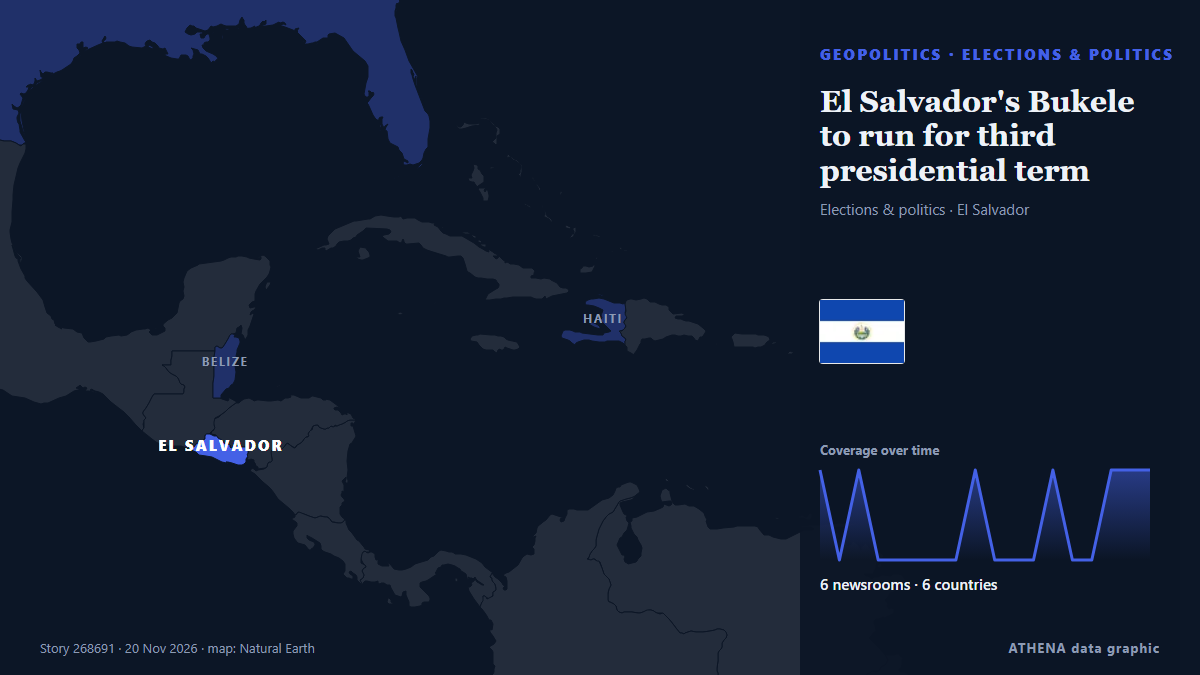 GEOPOLITICS · ELECTIONS & POLITICS
El Salvador's Bukele
to run for third
presidential term
Elections & politics · El Salvador
HAITI
BELIZE
EL SALVADOR
Coverage over time
6 newsrooms · 6 countries
Story 268691 · 20 Nov 2026 · map: Natural Earth
ATHENA data graphic